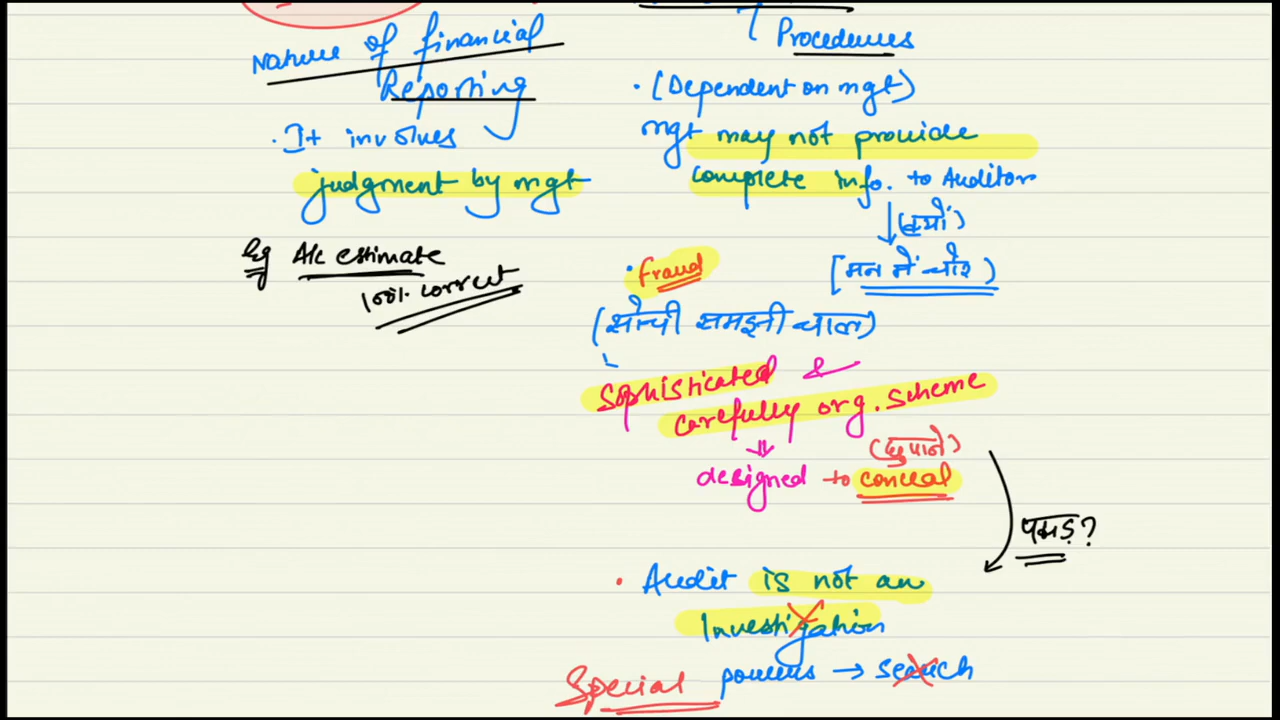 Nature of financial
Reporting
· It involves
judgment by mgt
Eg A/c estimate
100% correct
Procedures
· (Dependent on mgt)
mgt may not provide
complete info. to Auditor
(क्यों)
(मन में चोर)
· fraud
(सोची समझी चाल)
Sophisticated &
carefully org. scheme
(छुपाने)
designed to conceal
पकड़?
· Audit is not an
Investigation
Special powers → search